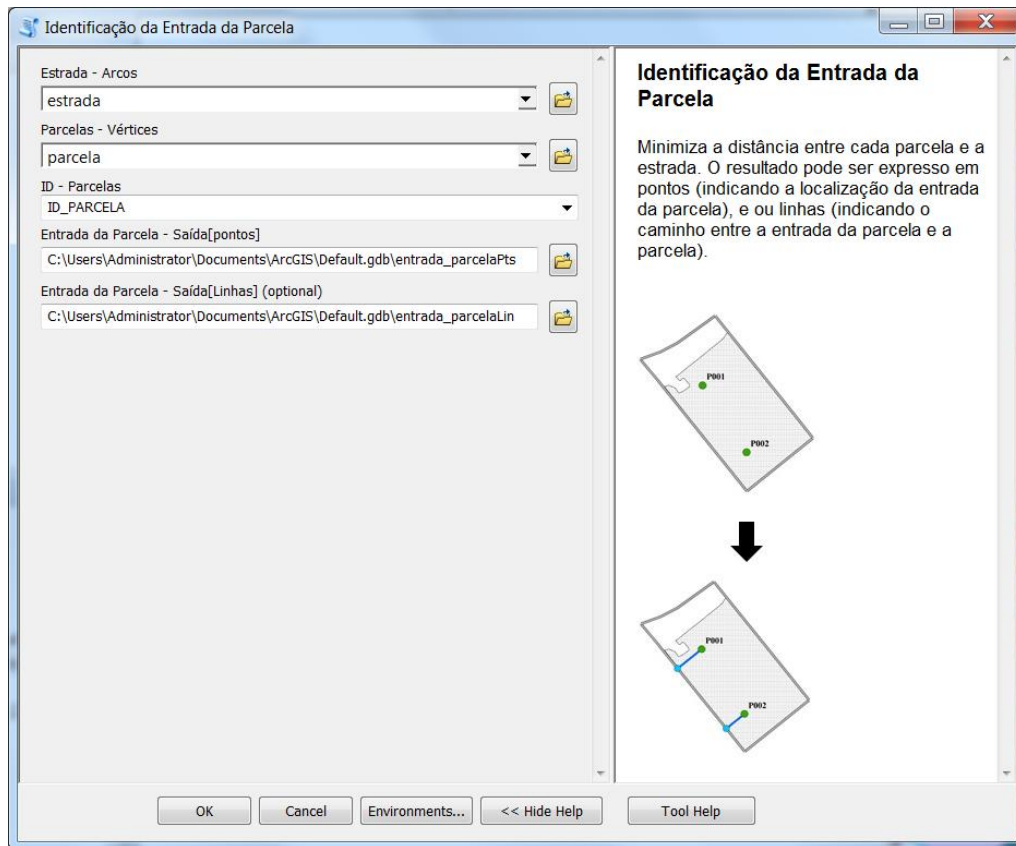 Identificação da Entrada da Parcela
Estrada - Arcos
estrada
Parcelas - Vértices
parcela
ID - Parcelas
ID_PARCELA
Entrada da Parcela - Saída[pontos]
C:\Users\Administrator\Documents\ArcGIS\Default.gdb\entrada_parcelaPts
Entrada da Parcela - Saída[Linhas] (optional)
C:\Users\Administrator\Documents\ArcGIS\Default.gdb\entrada_parcelaLin
Identificação da Entrada da
Parcela
Minimiza a distância entre cada parcela e a
estrada. O resultado pode ser expresso em
pontos (indicando a localização da entrada
da parcela), e ou linhas (indicando o
caminho entre a entrada da parcela e a
parcela).
P001
P002
P001
P002
OK
Cancel
Environments...
<< Hide Help
Tool Help